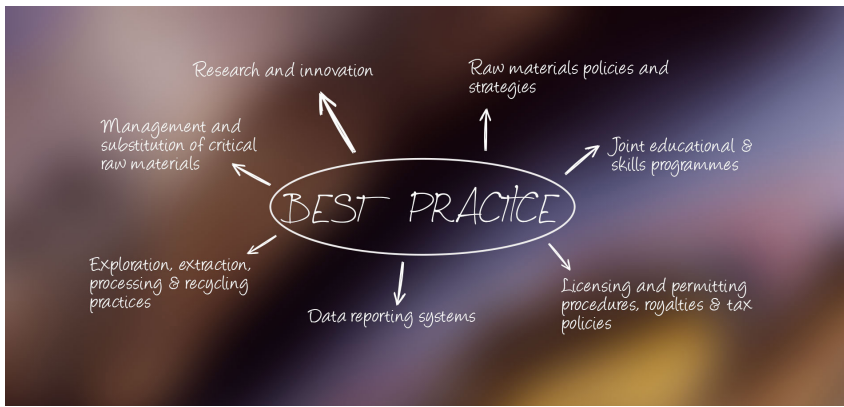 Research and innovation
Raw materials policies and
strategies
Management and
substitution of critical
raw materials
Joint educational &
skills programmes
BEST PRACTICE
Exploration, extraction,
processing & recycling
practices
Licensing and permitting
procedures, royalties & tax
policies
Data reporting systems